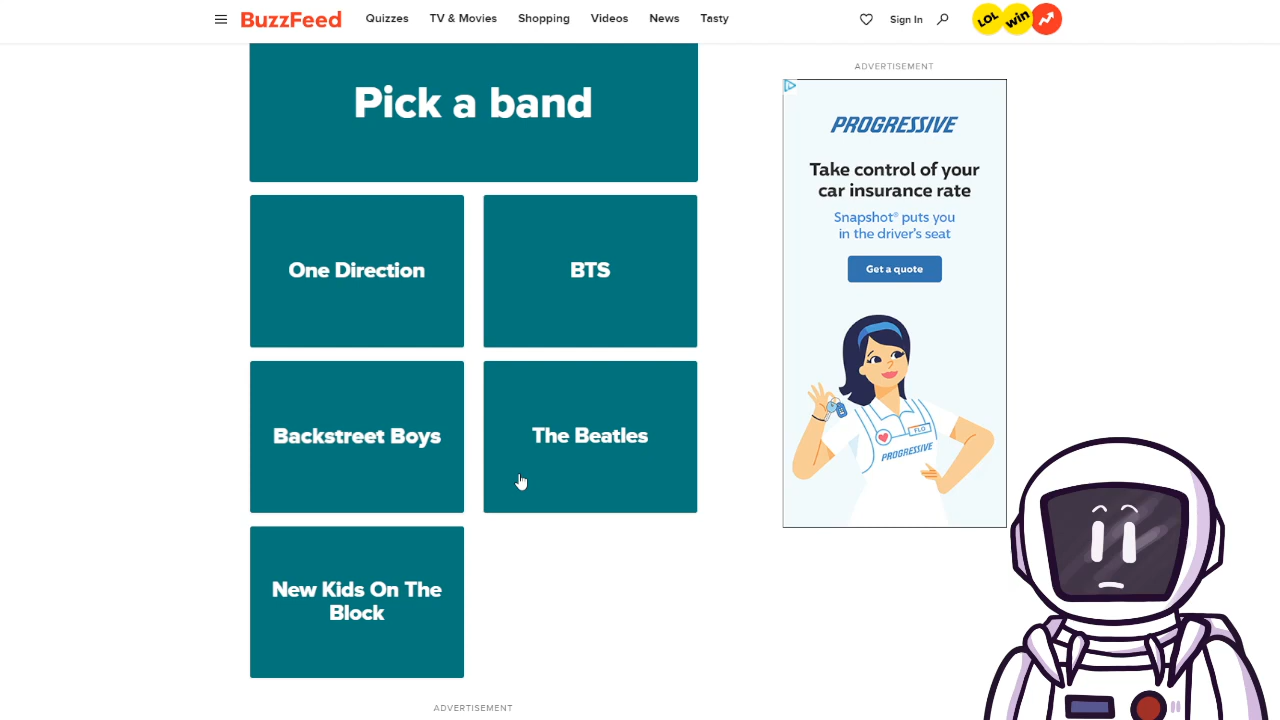 BuzzFeed
Quizzes
TV & Movies
Shopping
Videos
News
Tasty
Sign In
LOL
win
Pick a band
One Direction
BTS
Backstreet Boys
The Beatles
New Kids On The
Block
ADVERTISEMENT
ADVERTISEMENT
PROGRESSIVE
Take control of your
car insurance rate
Snapshot® puts you
in the driver's seat
Get a quote
FLO
PROGRESSIVE